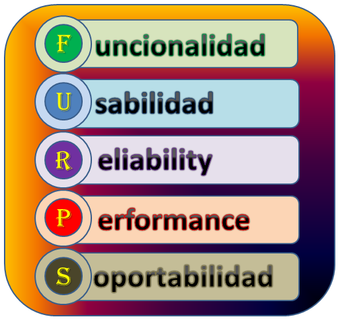 Funcionalidad
Usabilidad
Reliability
Performance
Soportabilidad